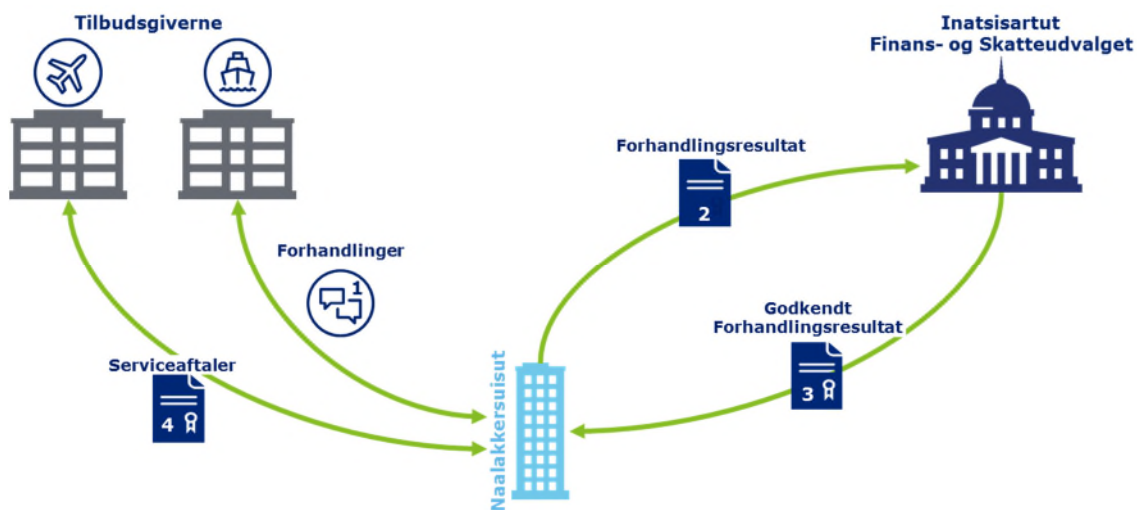 Tilbudsgiverne
Inatsisartut
Finans- og Skatteudvalget
Forhandlingsresultat
2
Forhandlinger
1
Godkendt
Forhandlingsresultat
3
Serviceaftaler
4
Naalakkersuisut